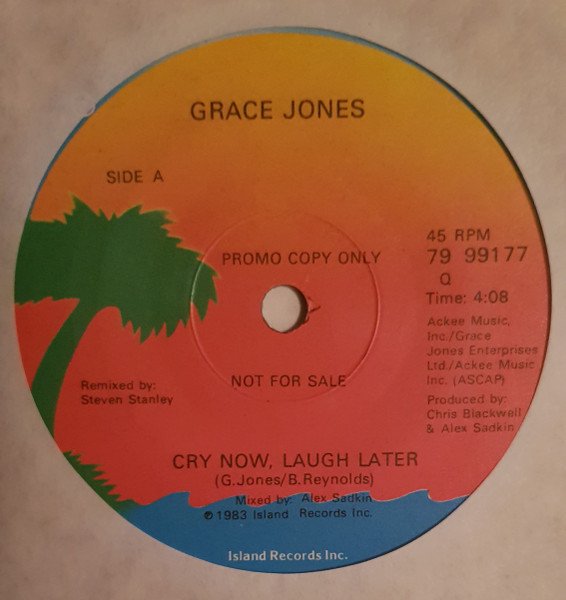 GRACE JONES
SIDE A
PROMO COPY ONLY
45 RPM
79 99177
Q
Time: 4:08
Ackee Music,
Inc./Grace
Jones Enterprises
Ltd./Ackee Music
Inc. (ASCAP)
Produced by:
Chris Blackwell
& Alex Sadkin
NOT FOR SALE
Remixed by:
Steven Stanley
CRY NOW, LAUGH LATER
(G.Jones/B.Reynolds)
Mixed by: Alex Sadkin
℗ 1983 Island Records Inc.
Island Records Inc.